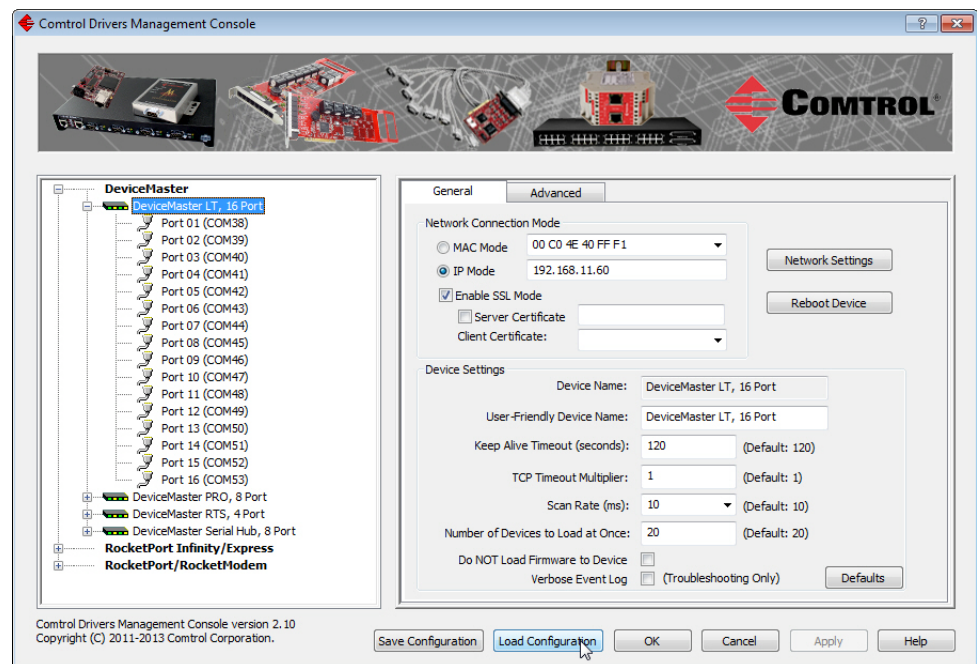 Comtrol Drivers Management Console
COMTROL
DeviceMaster
DeviceMaster LT, 16 Port
Port 01 (COM38)
Port 02 (COM39)
Port 03 (COM40)
Port 04 (COM41)
Port 05 (COM42)
Port 06 (COM43)
Port 07 (COM44)
Port 08 (COM45)
Port 09 (COM46)
Port 10 (COM47)
Port 11 (COM48)
Port 12 (COM49)
Port 13 (COM50)
Port 14 (COM51)
Port 15 (COM52)
Port 16 (COM53)
DeviceMaster PRO, 8 Port
DeviceMaster RTS, 4 Port
DeviceMaster Serial Hub, 8 Port
RocketPort Infinity/Express
RocketPort/RocketModem
General Advanced
Network Connection Mode
MAC Mode 00 C0 4E 40 FF F1
IP Mode 192.168.11.60
Enable SSL Mode
Server Certificate
Client Certificate:
Network Settings
Reboot Device
Device Settings
Device Name: DeviceMaster LT, 16 Port
User-Friendly Device Name: DeviceMaster LT, 16 Port
Keep Alive Timeout (seconds): 120 (Default: 120)
TCP Timeout Multiplier: 1 (Default: 1)
Scan Rate (ms): 10 (Default: 10)
Number of Devices to Load at Once: 20 (Default: 20)
Do NOT Load Firmware to Device
Verbose Event Log (Troubleshooting Only) Defaults
Comtrol Drivers Management Console version 2.10
Copyright (C) 2011-2013 Comtrol Corporation.
Save Configuration Load Configuration OK Cancel Apply Help